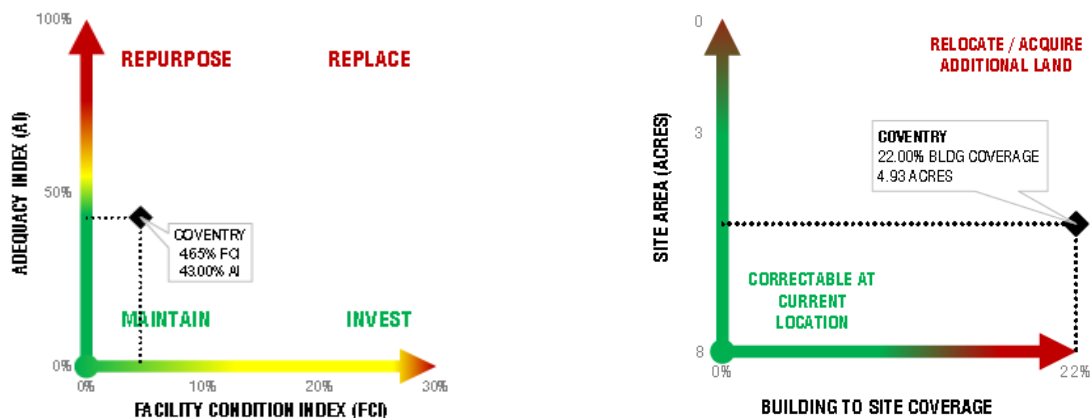 100%
REPURPOSE
REPLACE
ADEQUACY INDEX (AI)
50%
COVENTRY
4.65% FCI
43.00% AI
MAINTAIN
INVEST
0%
0%
10%
20%
30%
FACILITY CONDITION INDEX (FCI)
0
RELOCATE / ACQUIRE
ADDITIONAL LAND
3
COVENTRY
22.00% BLDG COVERAGE
4.93 ACRES
SITE AREA (ACRES)
CORRECTABLE AT
CURRENT
LOCATION
8
0%
22%
BUILDING TO SITE COVERAGE